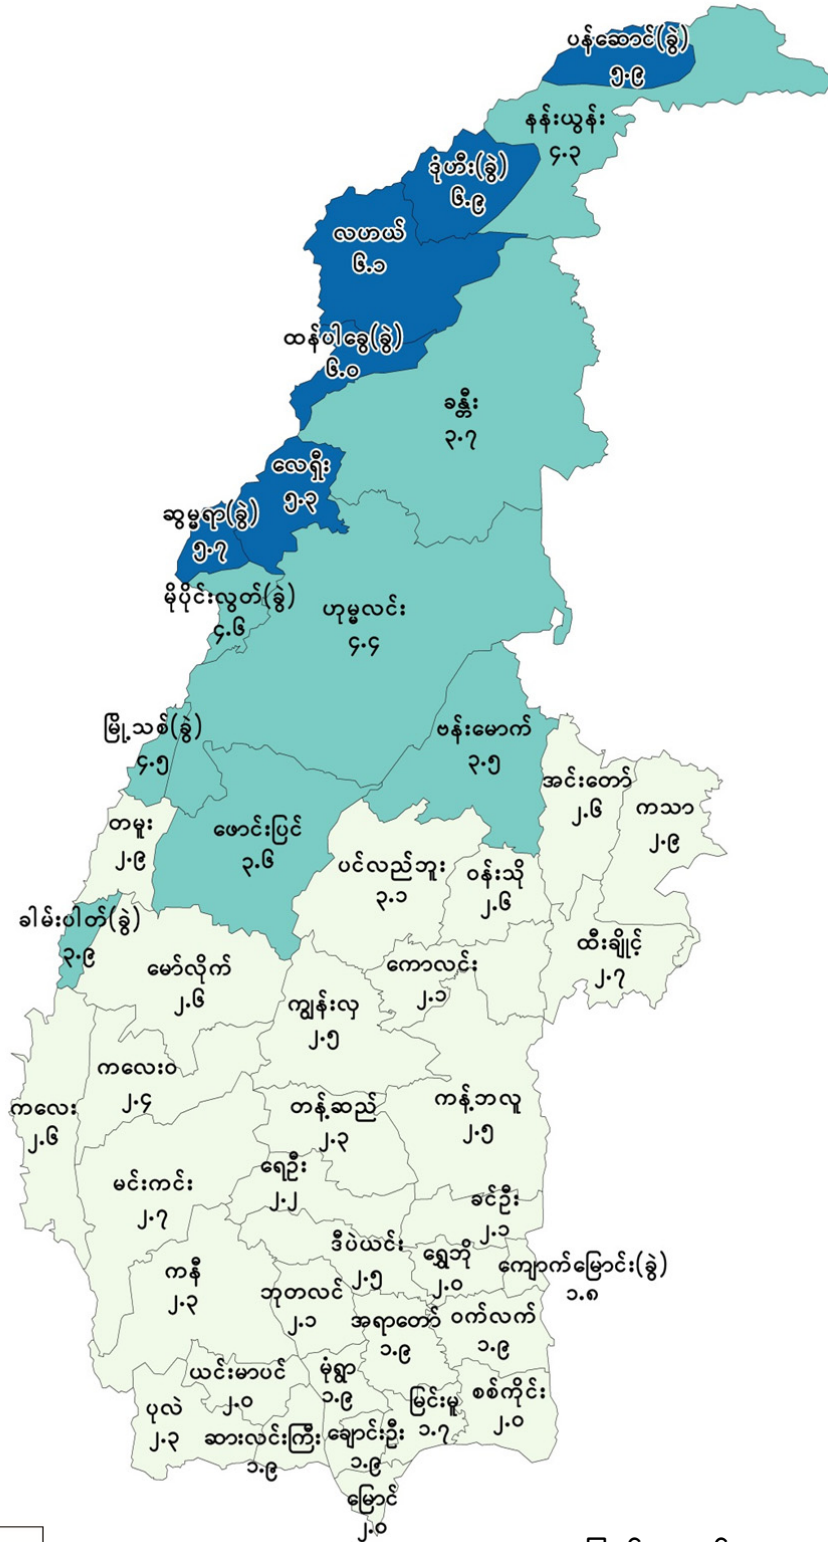 ပန်ဆောင်(ခွဲ)
၅.၉
နန်းယွန်း
၄.၃
ဒုံဟီး(ခွဲ)
၆.၉
လဟယ်
၆.၁
ထန်ပါခွေ(ခွဲ)
၆.၀
ခန္တီး
၃.၇
လေရှီး
၅.၃
ဆွမ္မရာ(ခွဲ)
၅.၇
မိုပိုင်းလွတ်(ခွဲ)
၄.၆
ဟုမ္မလင်း
၄.၄
မြို့သစ်(ခွဲ)
၄.၅
ဗန်းမောက်
၃.၅
အင်းတော်
၂.၆
ကသာ
၂.၉
တမူး
၂.၉
ဖောင်းပြင်
၃.၆
ပင်လည်ဘူး
၃.၁
ဝန်းသို
၂.၆
ခါမ်းပါတ်(ခွဲ)
၃.၉
မော်လိုက်
၂.၆
ကောလင်း
၂.၁
ထီးချိုင့်
၂.၇
ကျွန်းလှ
၂.၅
ကလေးဝ
၂.၄
ကလေး
၂.၆
တန့်ဆည်
၂.၃
ကန့်ဘလူ
၂.၅
မင်းကင်း
၂.၇
ရေဦး
၂.၂
ခင်ဦး
၂.၁
ဒီပဲယင်း
၂.၅
ရွှေဘို
၂.၀
ကျောက်မြောင်း(ခွဲ)
၁.၈
ကနီ
၂.၃
ဘုတလင်
၂.၁
အရာတော်
၁.၉
ဝက်လက်
၁.၉
ယင်းမာပင်
၂.၀
မုံရွာ
၁.၉
မြင်းမူ
၁.၇
စစ်ကိုင်း
၂.၀
ပုလဲ
၂.၃
ဆားလင်းကြီး
၁.၉
ချောင်းဦး
၁.၉
မြောင်
၂.၀